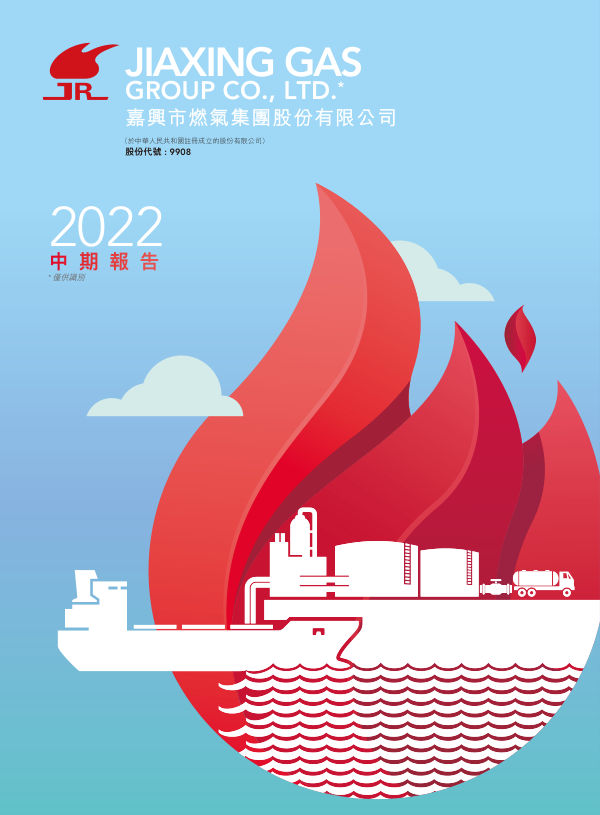 JR
JIAXING GAS
GROUP CO., LTD.*
嘉興市燃氣集團股份有限公司
（於中華人民共和國註冊成立的股份有限公司）
股份代號：9908
2022
中期報告
* 僅供識別